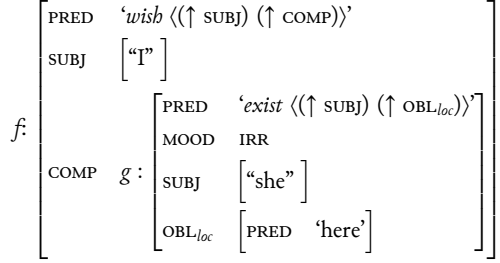 PRED ‘wish ⟨(↑ SUBJ) (↑ COMP)⟩’
SUBJ [“I” ]
PRED ‘exist ⟨(↑ SUBJ) (↑ OBLloc)⟩’
MOOD IRR
f: COMP g : SUBJ [“she” ]
OBLloc [PRED ‘here’]